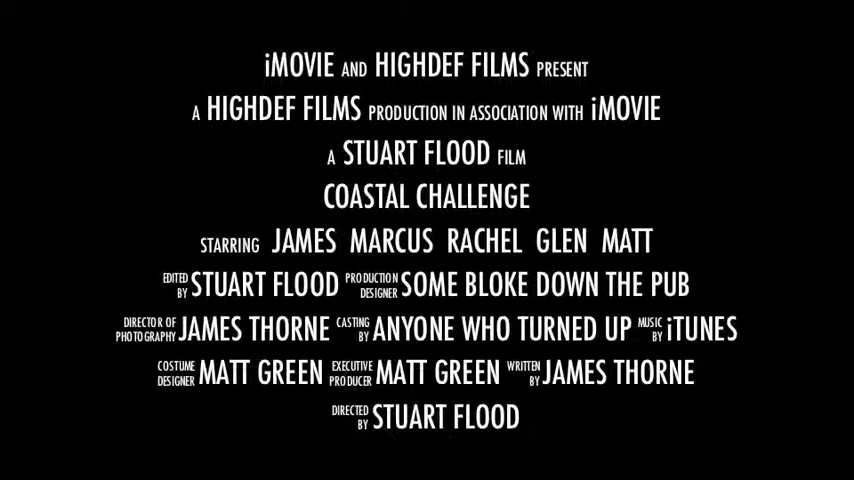 iMOVIE AND HIGHDEF FILMS PRESENT
A HIGHDEF FILMS PRODUCTION IN ASSOCIATION WITH iMOVIE
A STUART FLOOD FILM
COASTAL CHALLENGE
STARRING JAMES MARCUS RACHEL GLEN MATT
EDITED BY STUART FLOOD PRODUCTION DESIGNER SOME BLOKE DOWN THE PUB
DIRECTOR OF PHOTOGRAPHY JAMES THORNE CASTING BY ANYONE WHO TURNED UP MUSIC BY iTUNES
COSTUME DESIGNER MATT GREEN EXECUTIVE PRODUCER MATT GREEN WRITTEN BY JAMES THORNE
DIRECTED BY STUART FLOOD